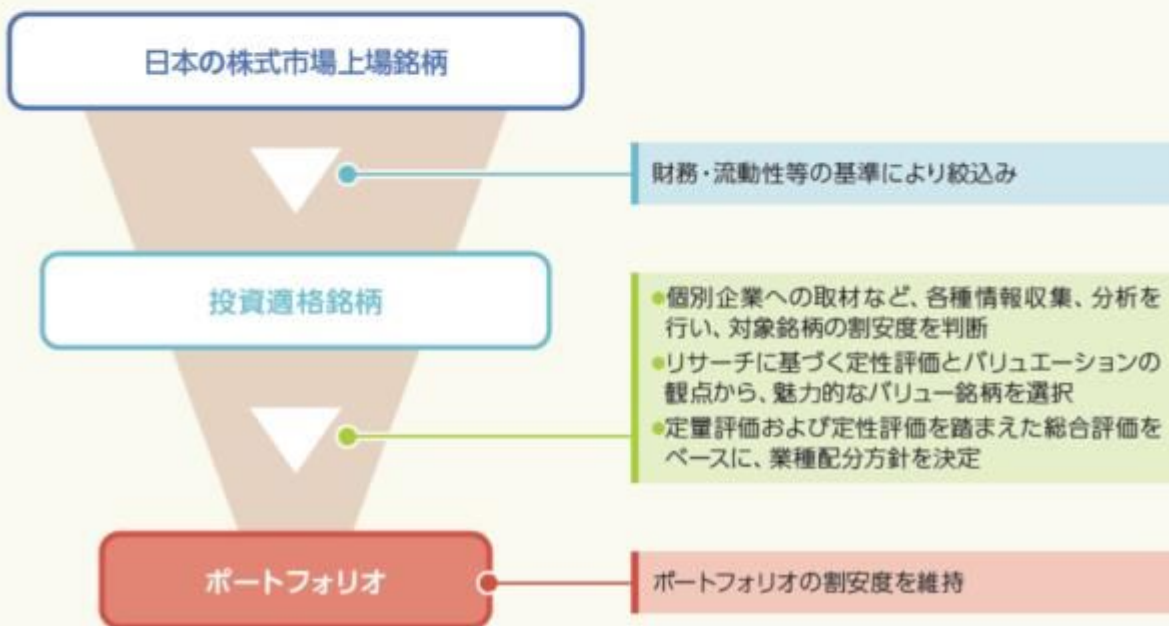 日本の株式市場上場銘柄
財務・流動性等の基準により絞込み
投資適格銘柄
●個別企業への取材など、各種情報収集、分析を
行い、対象銘柄の割安度を判断
●リサーチに基づく定性評価とバリュエーションの
観点から、魅力的なバリュー銘柄を選択
●定量評価および定性評価を踏まえた総合評価を
ベースに、業種配分方針を決定
ポートフォリオ
ポートフォリオの割安度を維持